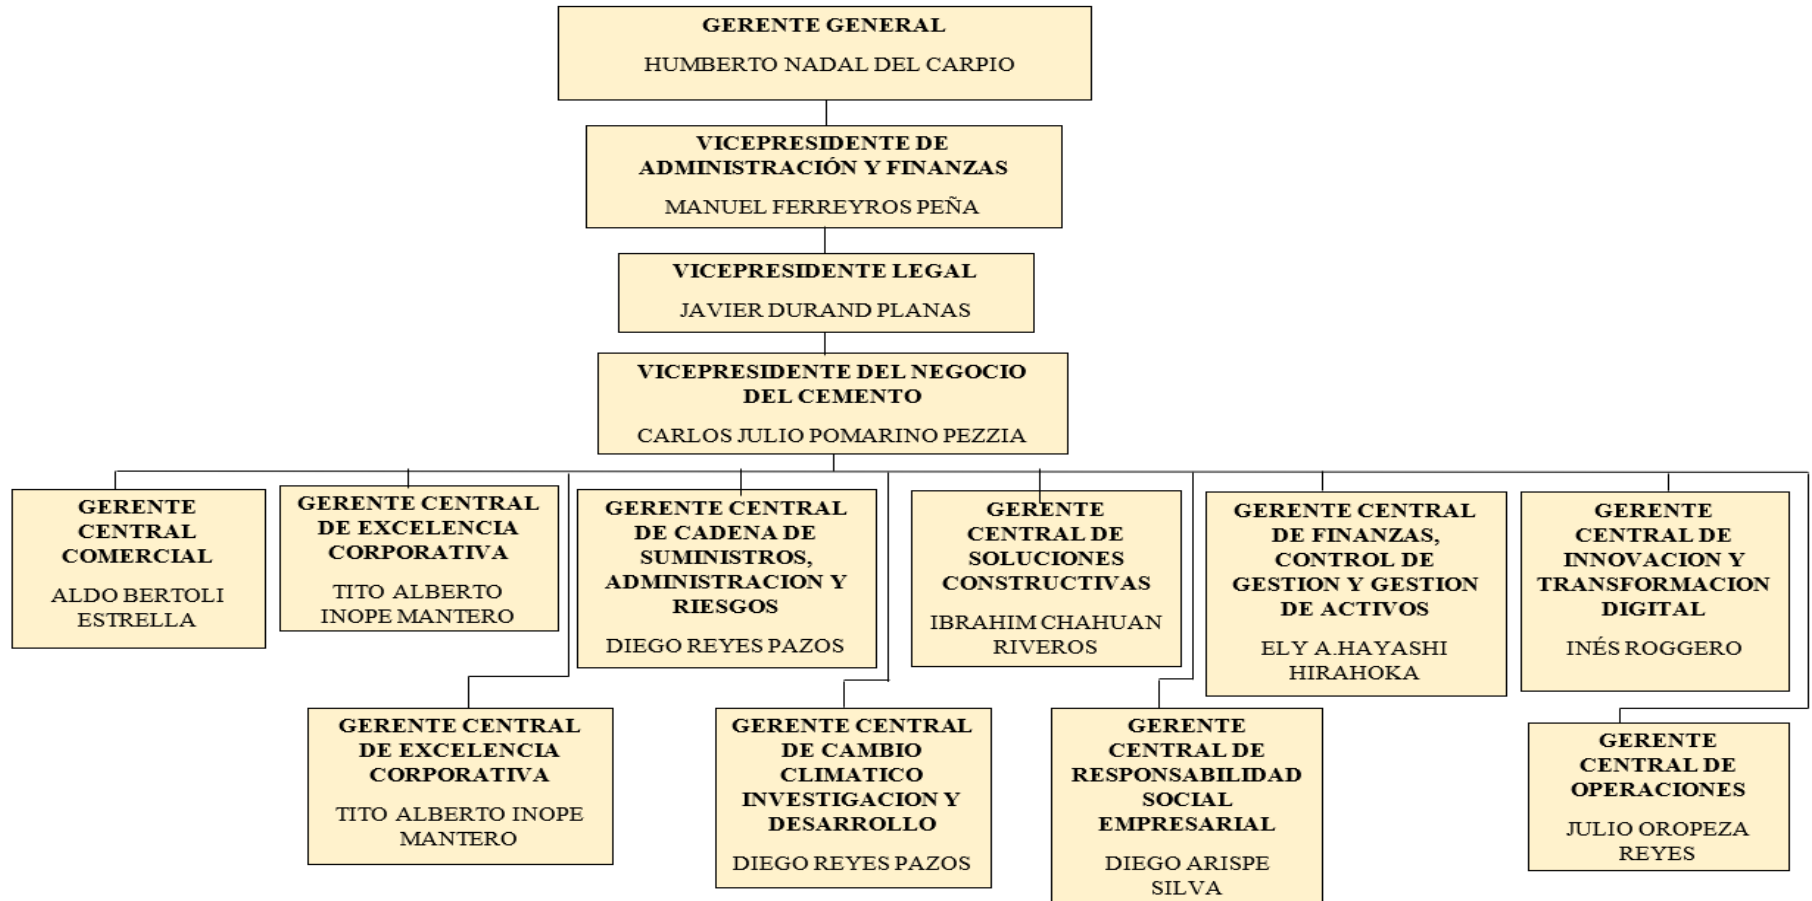 GERENTE GENERAL
HUMBERTO NADAL DEL CARPIO
VICEPRESIDENTE DE
ADMINISTRACIÓN Y FINANZAS
MANUEL FERREYROS PEÑA
VICEPRESIDENTE LEGAL
JAVIER DURAND PLANAS
VICEPRESIDENTE DEL NEGOCIO
DEL CEMENTO
CARLOS JULIO POMARINO PEZZIA
GERENTE
CENTRAL
COMERCIAL
ALDO BERTOLI
ESTRELLA
GERENTE CENTRAL
DE EXCELENCIA
CORPORATIVA
TITO ALBERTO
INOPE MANTERO
GERENTE CENTRAL
DE CADENA DE
SUMINISTROS,
ADMINISTRACION Y
RIESGOS
DIEGO REYES PAZOS
GERENTE
CENTRAL DE
SOLUCIONES
CONSTRUCTIVAS
IBRAHIM CHAHUAN
RIVEROS
GERENTE CENTRAL
DE FINANZAS,
CONTROL DE
GESTION Y GESTION
DE ACTIVOS
ELY A.HAYASHI
HIRAHOKA
GERENTE
CENTRAL DE
INNOVACION Y
TRANSFORMACION
DIGITAL
INÉS ROGGERO
GERENTE CENTRAL
DE EXCELENCIA
CORPORATIVA
TITO ALBERTO INOPE
MANTERO
GERENTE CENTRAL
DE CAMBIO
CLIMATICO
INVESTIGACION Y
DESARROLLO
DIEGO REYES PAZOS
GERENTE
CENTRAL DE
RESPONSABILIDAD
SOCIAL
EMPRESARIAL
DIEGO ARISPE
SILVA
GERENTE
CENTRAL DE
OPERACIONES
JULIO OROPEZA
REYES